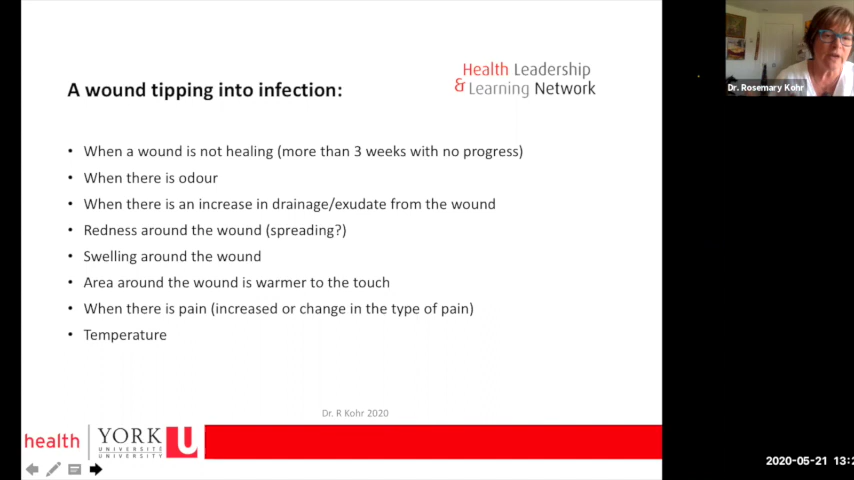 Health Leadership
& Learning Network
Dr. Rosemary Kohr
A wound tipping into infection:
• When a wound is not healing (more than 3 weeks with no progress)
• When there is odour
• When there is an increase in drainage/exudate from the wound
• Redness around the wound (spreading?)
• Swelling around the wound
• Area around the wound is warmer to the touch
• When there is pain (increased or change in the type of pain)
• Temperature
Dr. R Kohr 2020
health
YORK U
UNIVERSITÉ
UNIVERSITY
2020-05-21 13:2